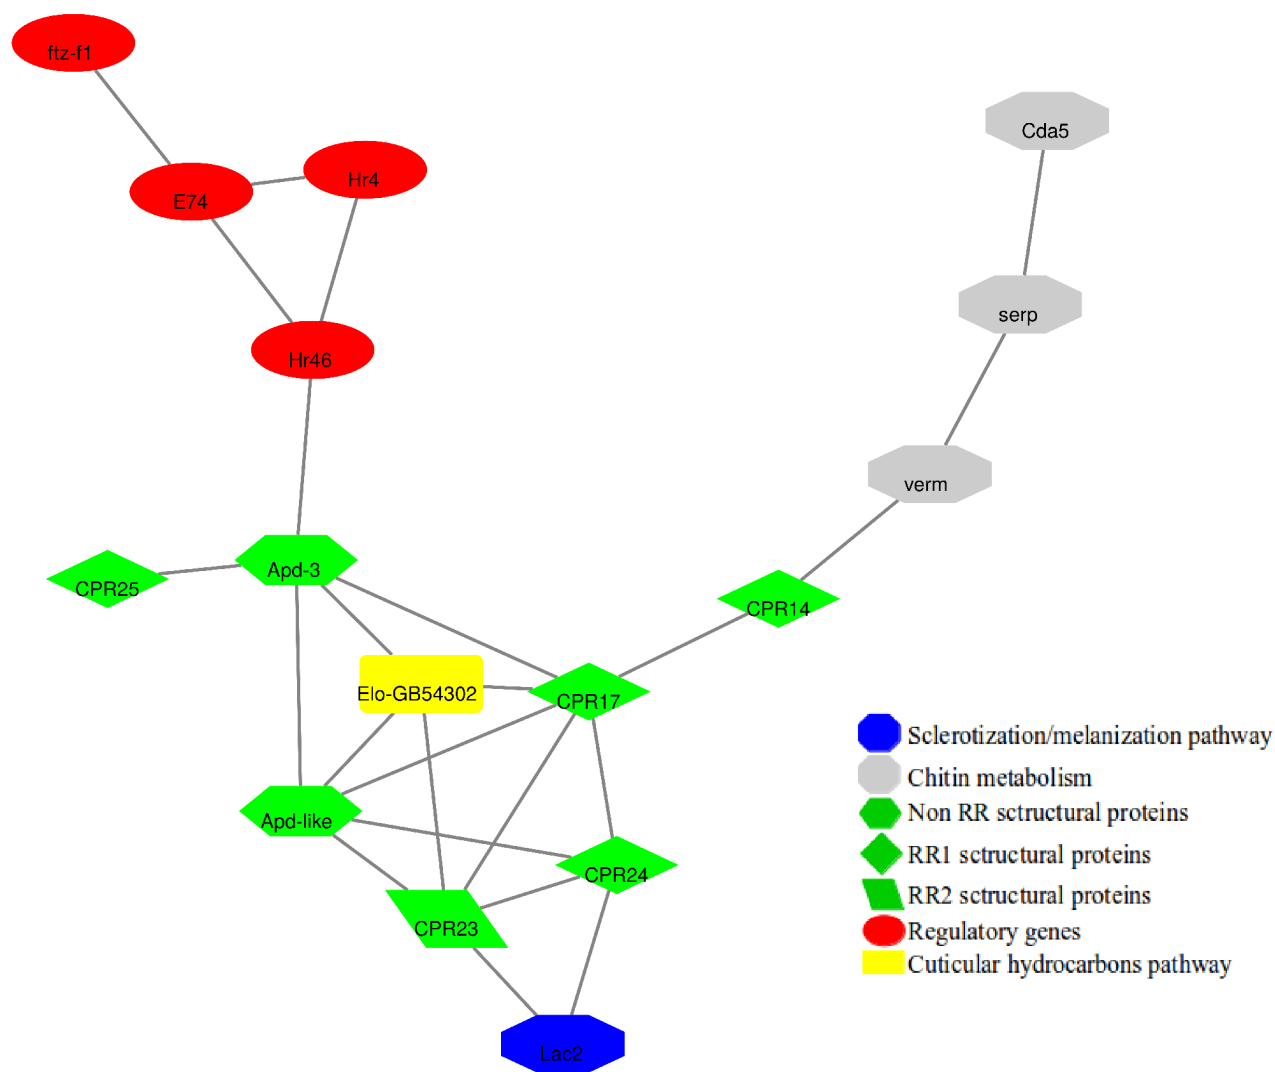 ftz-f1
Cda5
Hr4
E74
serp
Hr46
verm
Apd-3
CPR25
CPR14
Elo-GB54302
CPR17
Apd-like
CPR24
CPR23
Lac2
Sclerotization/melanization pathway
Chitin metabolism
Non RR sctructural proteins
RR1 sctructural proteins
RR2 sctructural proteins
Regulatory genes
Cuticular hydrocarbons pathway